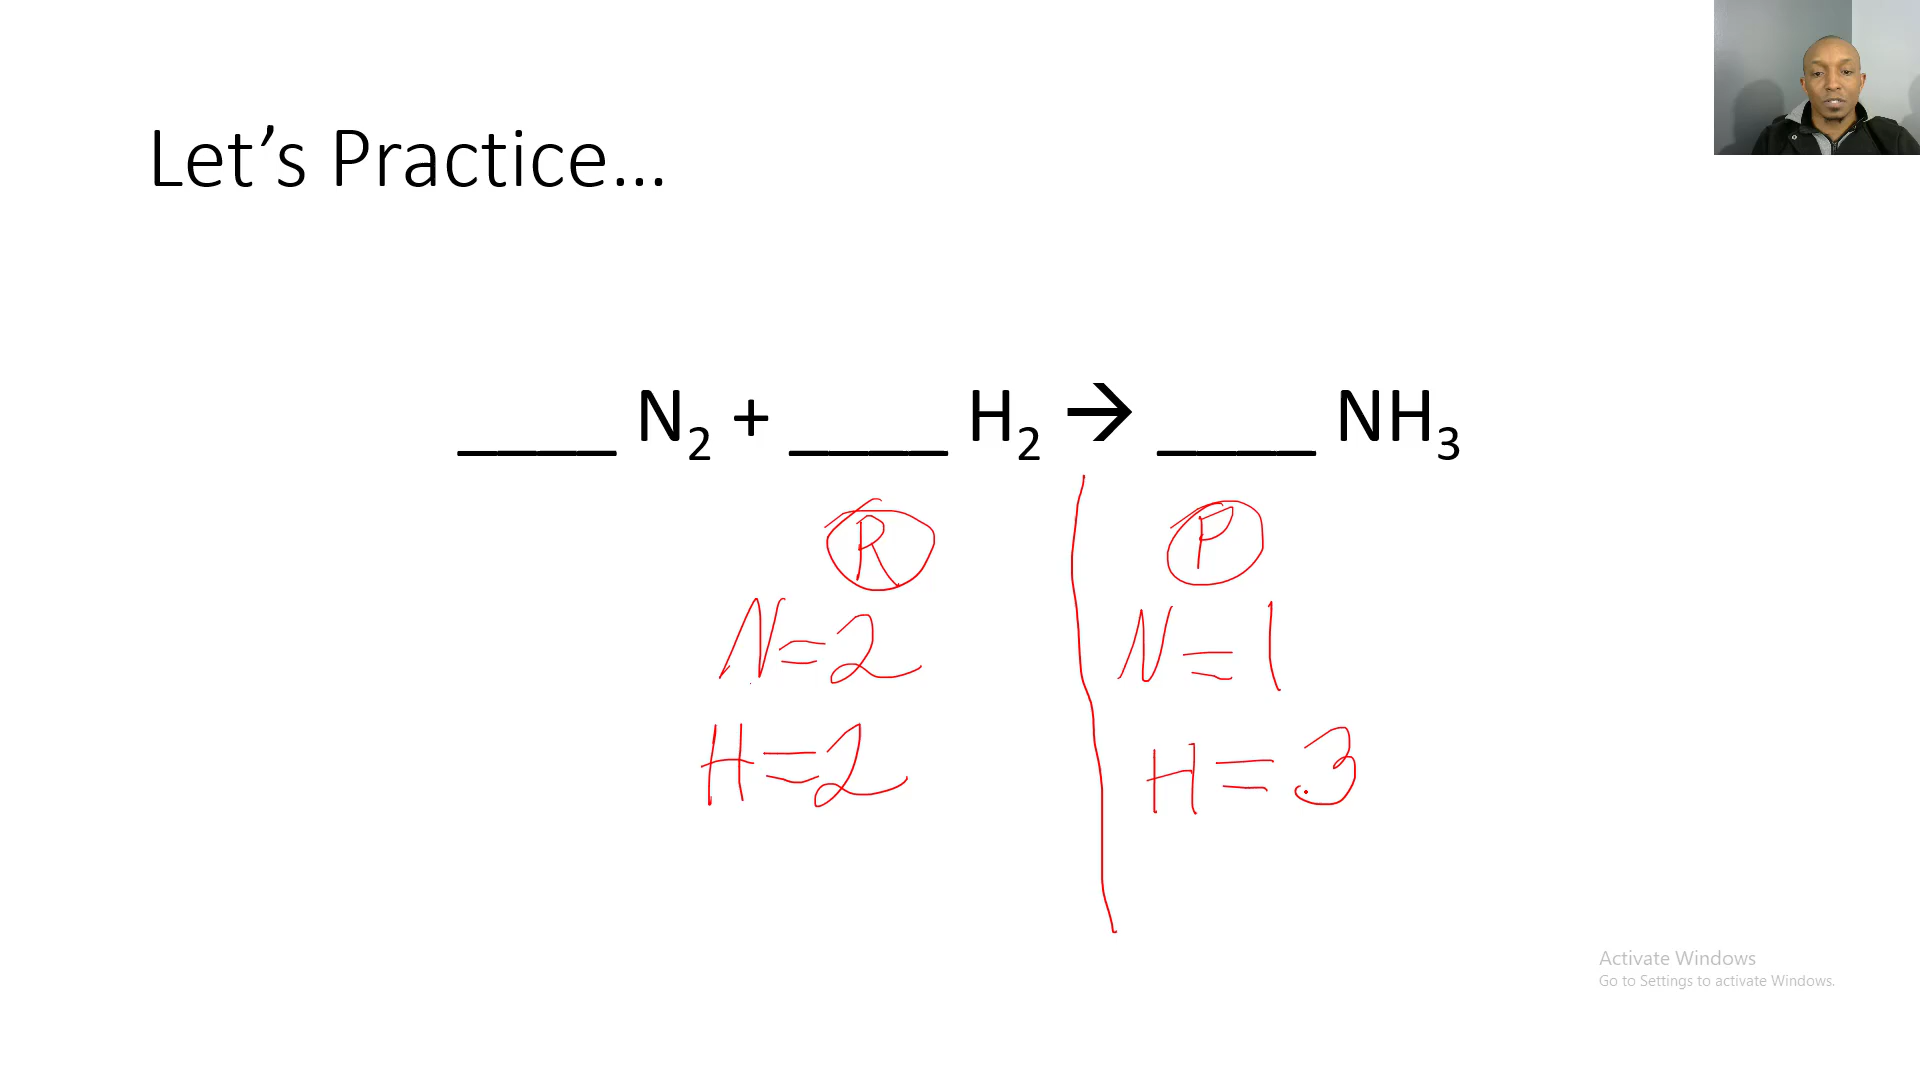 Let’s Practice...
____ N₂ + ____ H₂ → ____ NH₃
R P
N=2 N=1
H=2 H=3
Activate Windows
Go to Settings to activate Windows.